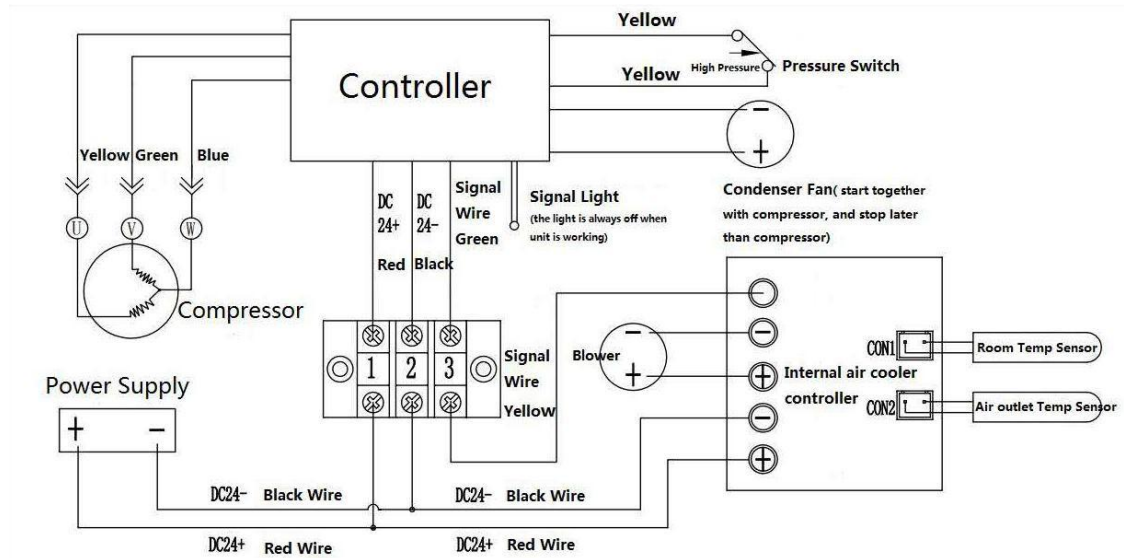 Yellow
Controller
High Pressure
Pressure Switch
Yellow
−
+
Yellow Green Blue
U V W
Compressor
DC 24+
Red
DC 24-
Black
Signal Wire Green
Signal Light
(the light is always off when
unit is working)
Condenser Fan( start together
with compressor, and stop later
than compressor)
1 2 3
Signal
Wire
Yellow
Blower
−
+
−
+
−
+
Internal air cooler
controller
CON1
Room Temp Sensor
CON2
Air outlet Temp Sensor
Power Supply
+ −
DC24- Black Wire
DC24- Black Wire
DC24+ Red Wire
DC24+ Red Wire